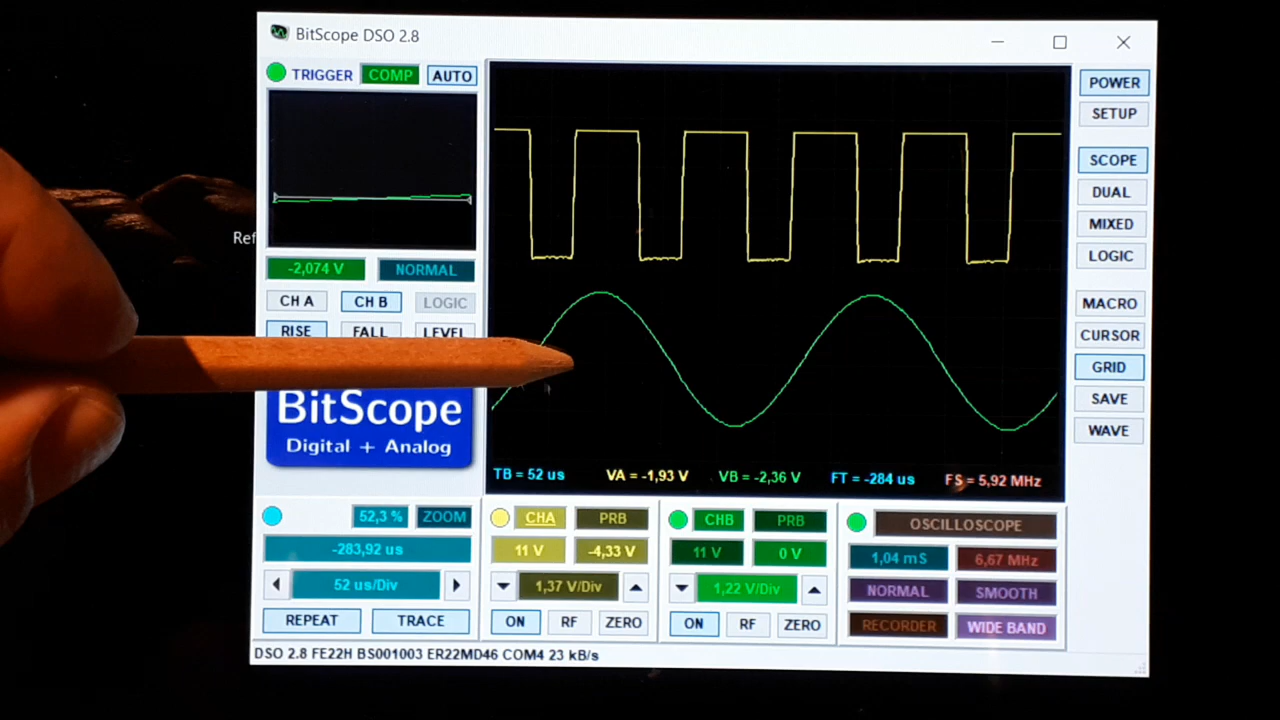 BitScope DSO 2.8
TRIGGER COMP AUTO
POWER
SETUP
SCOPE
DUAL
MIXED
LOGIC
Ref
-2,074 V NORMAL
CH A CH B LOGIC
RISE FALL LEVEL
MACRO
CURSOR
GRID
SAVE
WAVE
BitScope
Digital + Analog
TB = 52 us VA = -1,93 V VB = -2,36 V FT = -284 us FS = 5,92 MHz
52,3 % ZOOM
-283,92 us
52 us/Div
REPEAT TRACE
CHA PRB
11 V -4,33 V
1,37 V/Div
ON RF ZERO
CHB PRB
11 V 0 V
1,22 V/Div
ON RF ZERO
OSCILLOSCOPE
1,04 mS 6,67 MHz
NORMAL SMOOTH
RECORDER WIDE BAND
DSO 2.8 FE22H BS001003 ER22MD46 COM4 23 kB/s